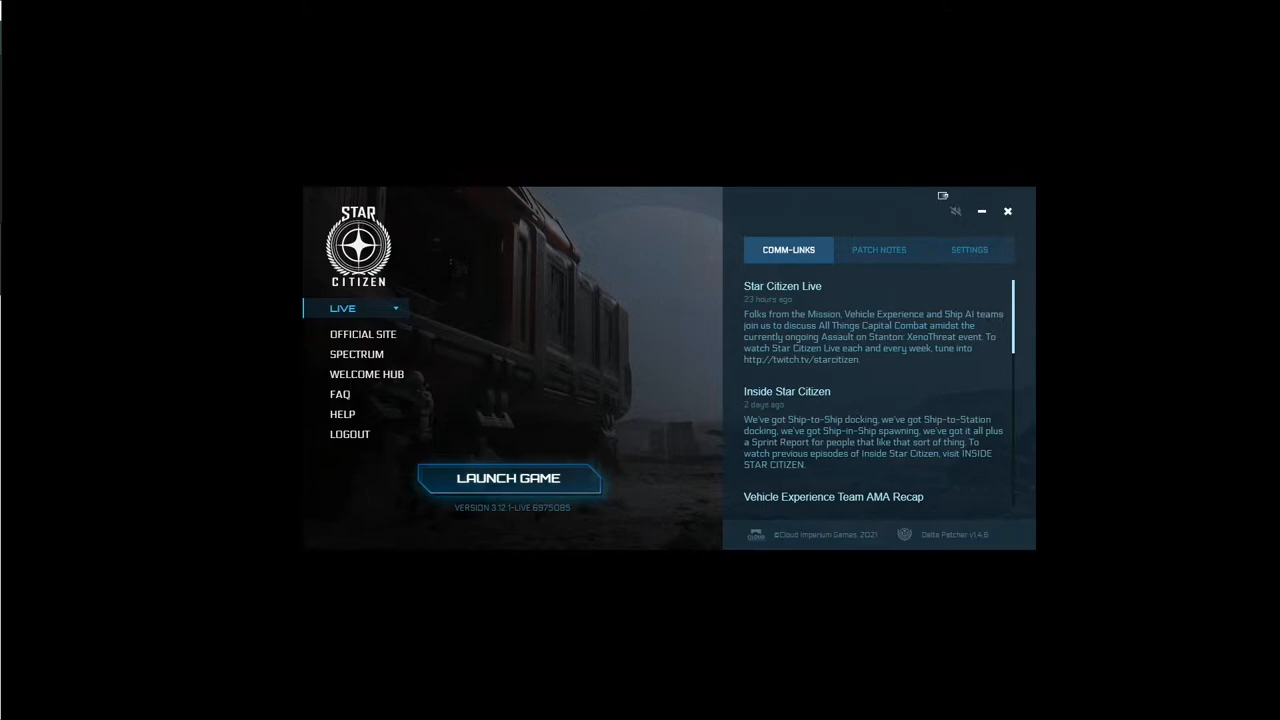 STAR
CITIZEN
LIVE
OFFICIAL SITE
SPECTRUM
WELCOME HUB
FAQ
HELP
LOGOUT
LAUNCH GAME
VERSION 3.12.1-LIVE.6975085
COMM-LINKS
PATCH NOTES
SETTINGS
Star Citizen Live
23 hours ago
Folks from the Mission, Vehicle Experience and Ship AI teams
join us to discuss All Things Capital Combat amidst the
currently ongoing Assault on Stanton: XenoThreat event. To
watch Star Citizen Live each and every week, tune into
http://twitch.tv/starcitizen.
Inside Star Citizen
2 days ago
We've got Ship-to-Ship docking, we've got Ship-to-Station
docking, we've got Ship-in-Ship spawning, we've got it all plus
a Sprint Report for people that like that sort of thing. To
watch previous episodes of Inside Star Citizen, visit INSIDE
STAR CITIZEN.
Vehicle Experience Team AMA Recap
CLOUD
©Cloud Imperium Games, 2021
Delta Patcher v1.4.6